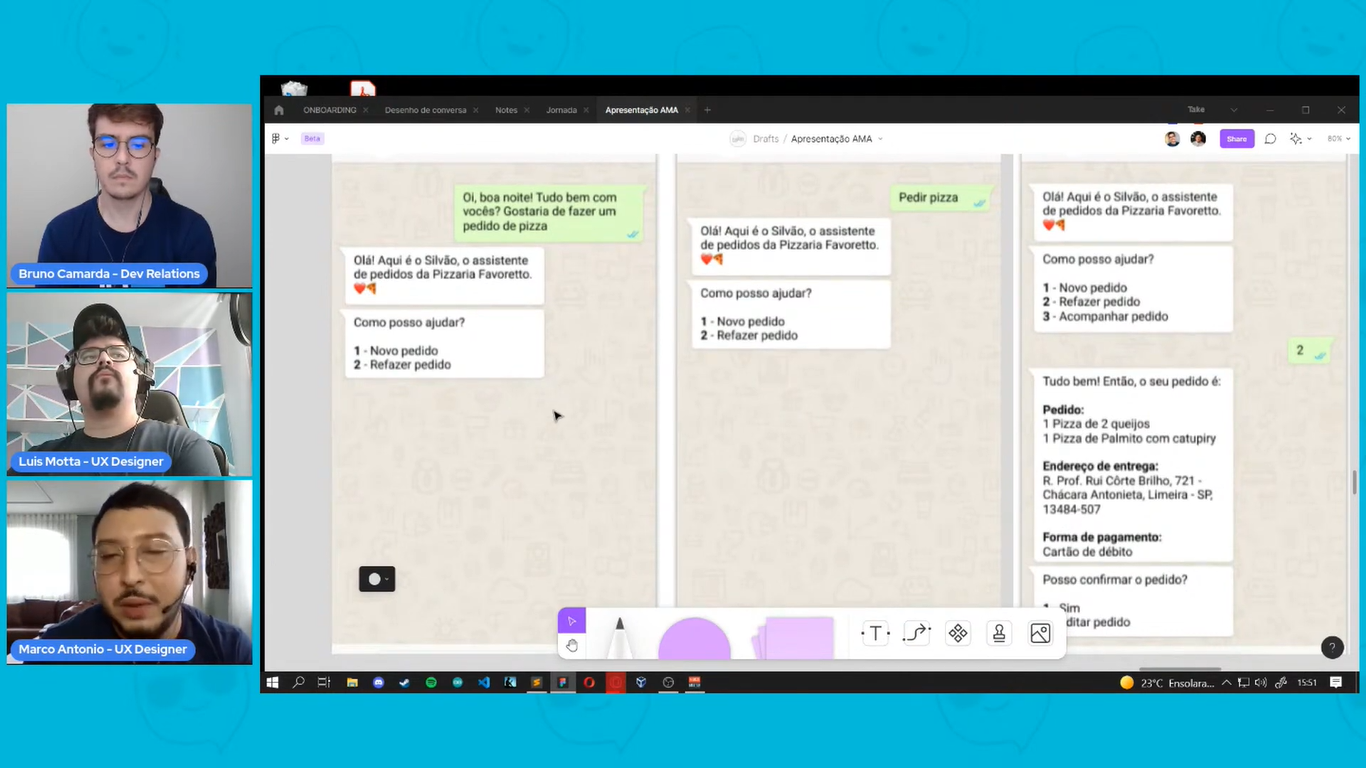 ONBOARDING
Desenho de conversa
Notes
Jornada
Apresentação AMA
Take
Beta
Drafts / Apresentação AMA
Share
80%
Bruno Camarda - Dev Relations
Luis Motta - UX Designer
Marco Antonio - UX Designer
Oi, boa noite! Tudo bem com
vocês? Gostaria de fazer um
pedido de pizza
Olá! Aqui é o Silvão, o assistente
de pedidos da Pizzaria Favoretto.
❤️🍕
Como posso ajudar?
1 - Novo pedido
2 - Refazer pedido
Pedir pizza
Olá! Aqui é o Silvão, o assistente
de pedidos da Pizzaria Favoretto.
❤️🍕
Como posso ajudar?
1 - Novo pedido
2 - Refazer pedido
Olá! Aqui é o Silvão, o assistente
de pedidos da Pizzaria Favoretto.
❤️🍕
Como posso ajudar?
1 - Novo pedido
2 - Refazer pedido
3 - Acompanhar pedido
2
Tudo bem! Então, o seu pedido é:
Pedido:
1 Pizza de 2 queijos
1 Pizza de Palmito com catupiry
Endereço de entrega:
R. Prof. Rui Côrte Brilho, 721 -
Chácara Antonieta, Limeira - SP,
13484-507
Forma de pagamento:
Cartão de débito
Posso confirmar o pedido?
Sim
ditar pedido
T
?
23°C Ensolara...
15:51